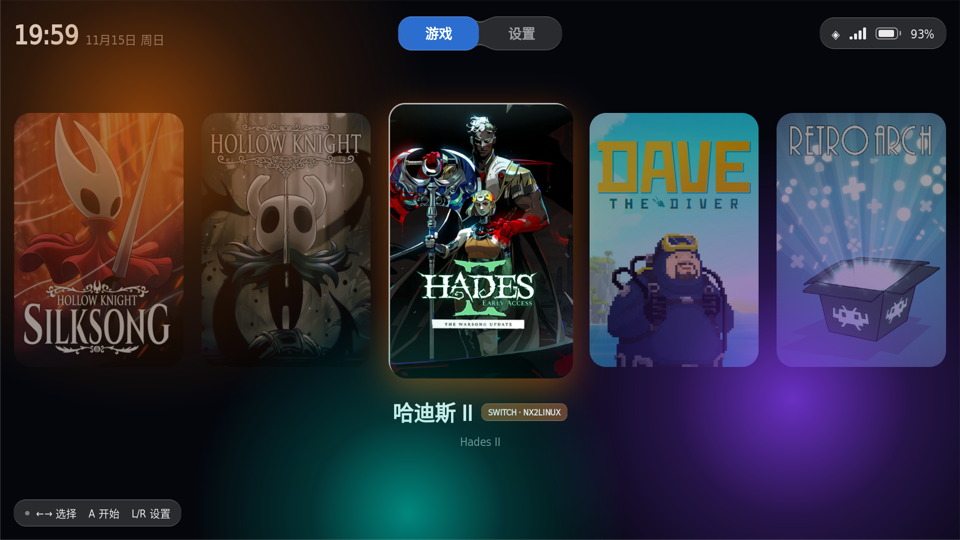 19:59 11月15日 周日
游戏 设置
93%
HOLLOW KNIGHT
SILKSONG
HOLLOW KNIGHT
HADES
II
EARLY ACCESS
THE WARSONG UPDATE
DAVE
THE DIVER
RETROARCH
哈迪斯 II SWITCH · NX2LINUX
Hades II
←→ 选择 A 开始 L/R 设置